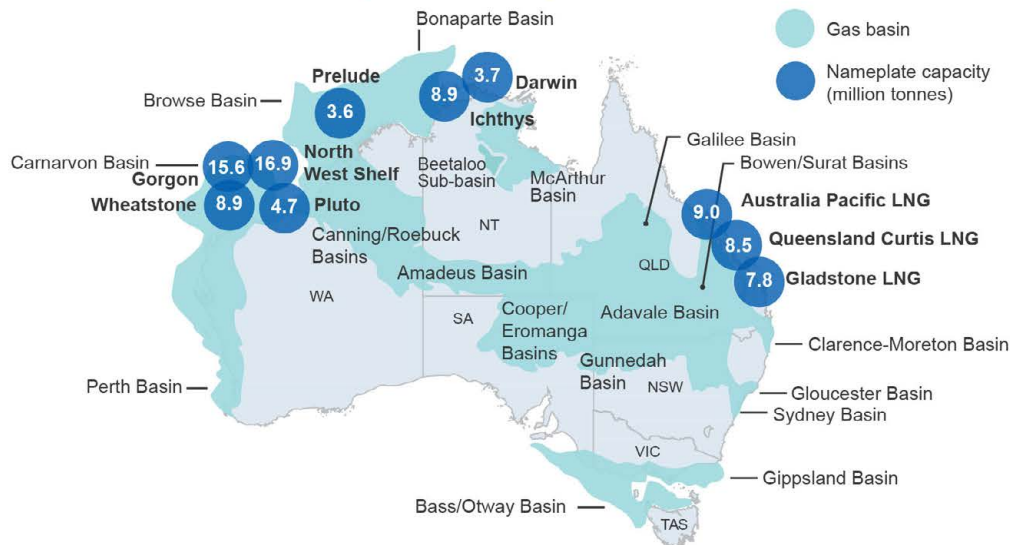 Bonaparte Basin
Gas basin
Nameplate capacity
(million tonnes)
Prelude
3.6
8.9
3.7
Darwin
Ichthys
Browse Basin
Carnarvon Basin
15.6
16.9
Gorgon
North
West Shelf
Wheatstone
8.9
4.7
Pluto
Beetaloo
Sub-basin
McArthur
Basin
Galilee Basin
Bowen/Surat Basins
9.0
Australia Pacific LNG
8.5
Queensland Curtis LNG
7.8
Gladstone LNG
Canning/Roebuck
Basins
NT
QLD
WA
Amadeus Basin
SA
Cooper/
Eromanga
Basins
Adavale Basin
Gunnedah
Basin
NSW
Clarence-Moreton Basin
Perth Basin
Gloucester Basin
Sydney Basin
VIC
Gippsland Basin
Bass/Otway Basin
TAS